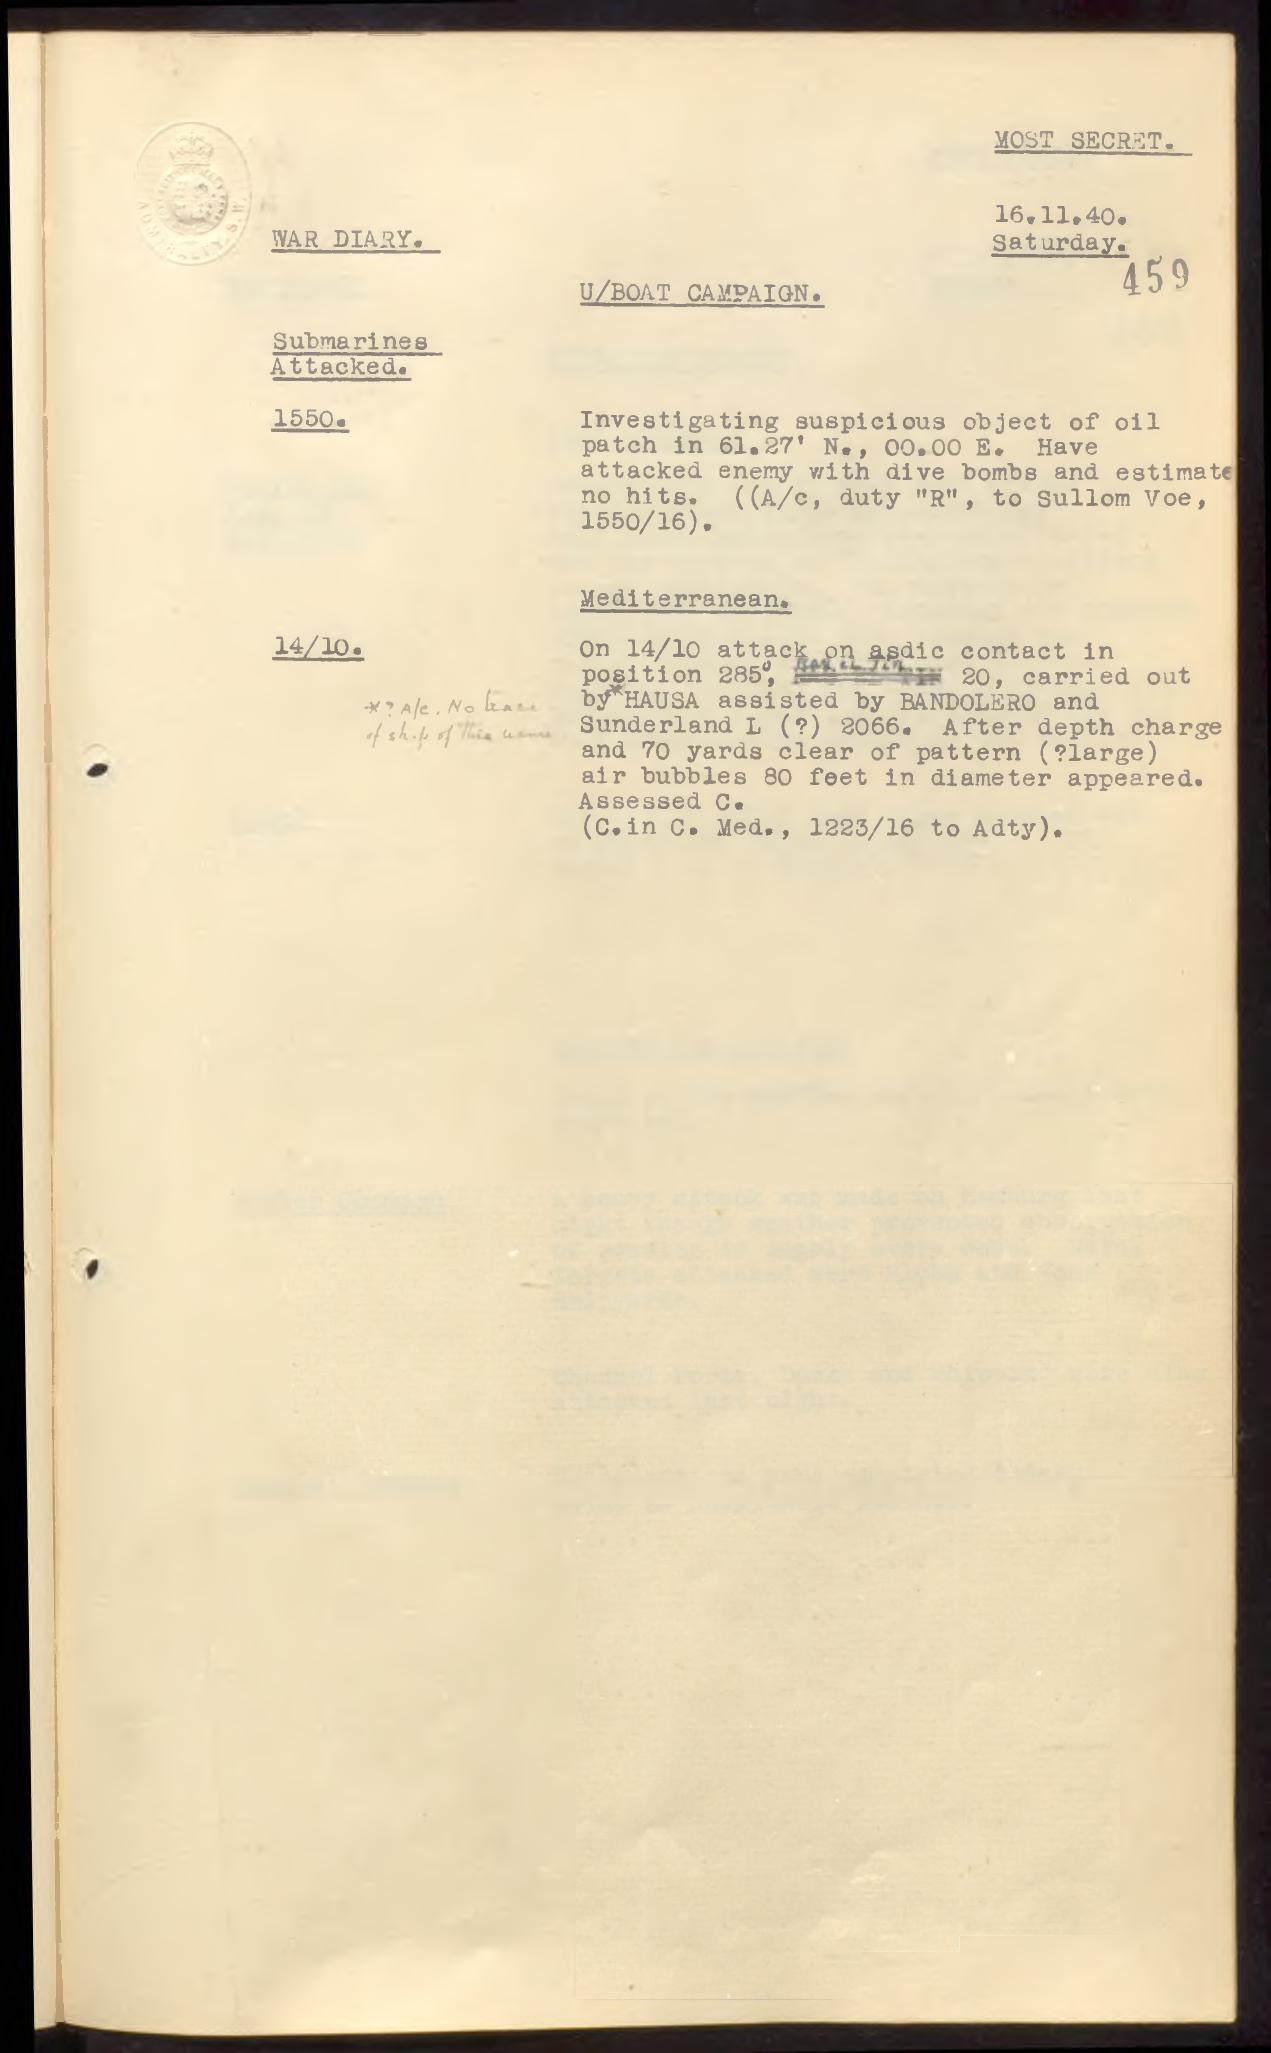 MOST SECRET.
ADMIRALTY. S.W.
16.11.40.
WAR DIARY.
Saturday.
459
U/BOAT CAMPAIGN.
Submarines
Attacked.
1550.
Investigating suspicious object of oil
patch in 61.27' N., 00.00 E. Have
attacked enemy with dive bombs and estimate
no hits. ((A/c, duty "R", to Sullom Voe,
1550/16).
Mediterranean.
14/10.
On 14/10 attack on asdic contact in
position 285°, 20, carried out
by * HAUSA assisted by BANDOLERO and
Sunderland L (?) 2066. After depth charge
and 70 yards clear of pattern (?large)
air bubbles 80 feet in diameter appeared.
Assessed C.
(C.in C. Med., 1223/16 to Adty).
* ? A/c. No trace
of ship of this name